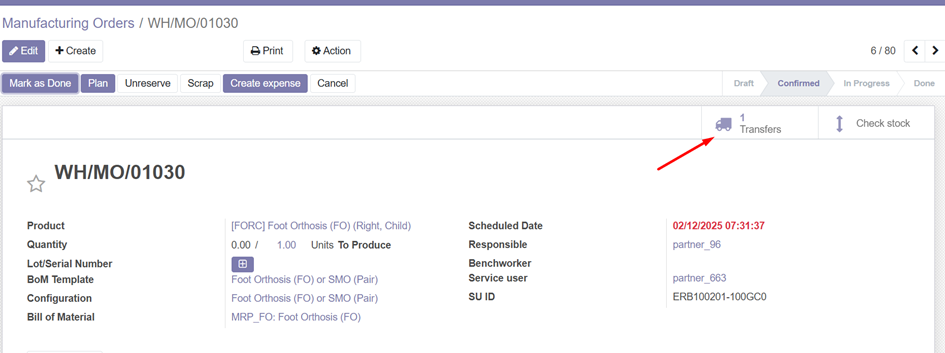 Manufacturing Orders / WH/MO/01030
Edit Create Print Action 6 / 80
Mark as Done Plan Unreserve Scrap Create expense Cancel Draft Confirmed In Progress Done
1
Transfers Check stock
WH/MO/01030
Product [FORC] Foot Orthosis (FO) (Right, Child) Scheduled Date 02/12/2025 07:31:37
Quantity 0.00 / 1.00 Units To Produce Responsible partner_96
Lot/Serial Number Benchworker
BoM Template Foot Orthosis (FO) or SMO (Pair) Service user partner_663
Configuration Foot Orthosis (FO) or SMO (Pair) SU ID ERB100201-100GC0
Bill of Material MRP_FO: Foot Orthosis (FO)